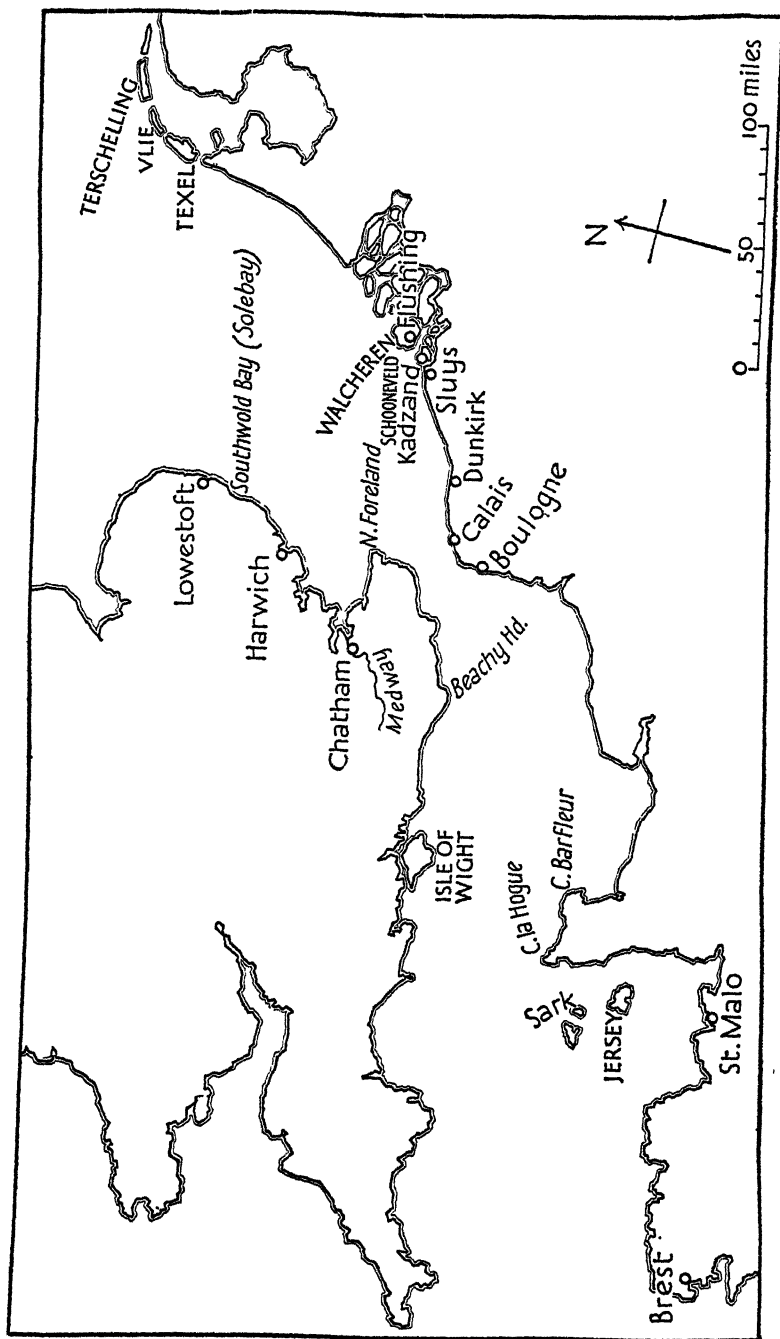 TERSCHELLING
VLIE
TEXEL
Southwold Bay (Solebay)
Lowestoft
Harwich
Chatham
Medway
N. Foreland
Beachy Hd.
ISLE OF
WIGHT
WALCHEREN
Flushing
SCHOONEVELD
Kadzand
Sluys
Dunkirk
Calais
Boulogne
C. Barfleur
C. la Hogue
Sark
JERSEY
St. Malo
Brest
N
0 50 100 miles